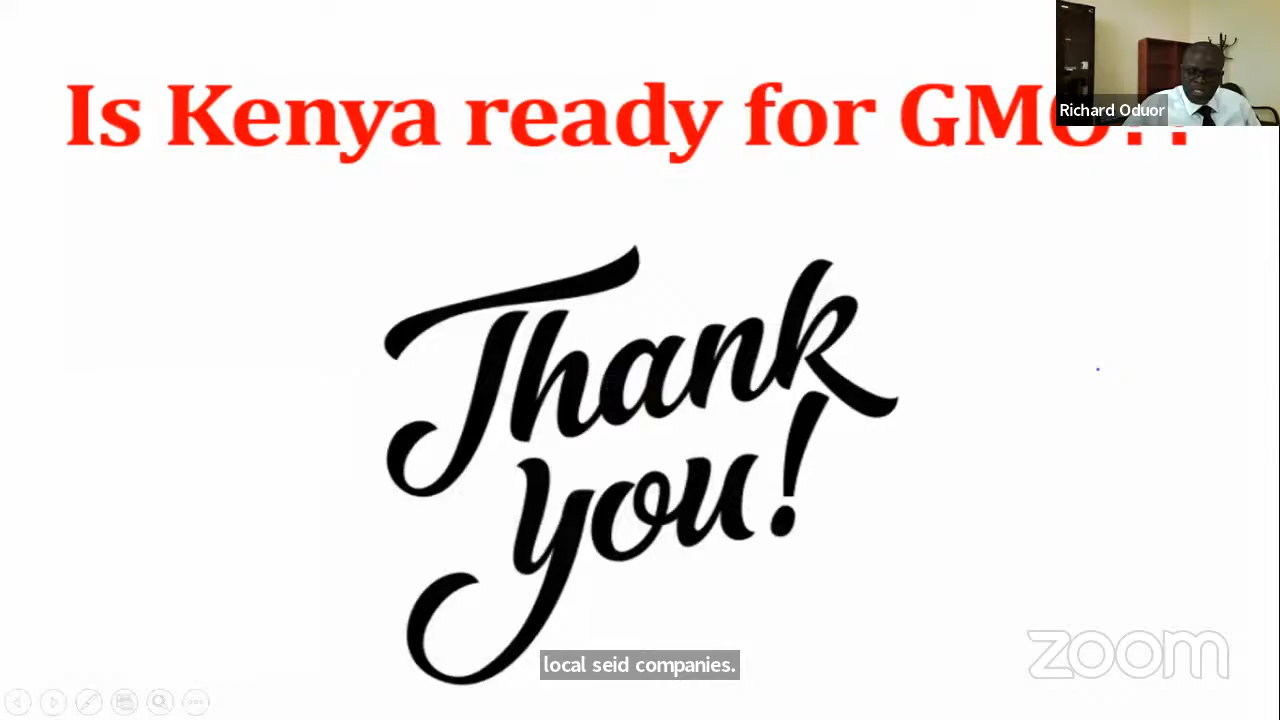 Is Kenya ready for GMO??
Richard Oduor
Thank
you!
local seid companies.
zoom